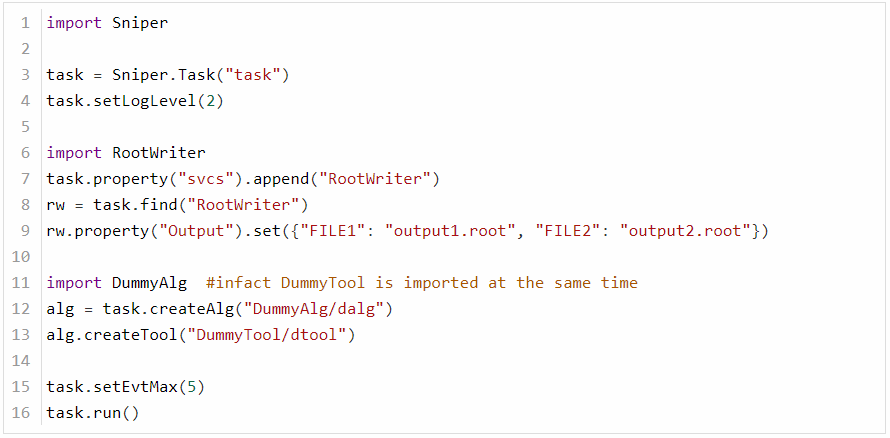 1 import Sniper
2
3 task = Sniper.Task("task")
4 task.setLogLevel(2)
5
6 import RootWriter
7 task.property("svcs").append("RootWriter")
8 rw = task.find("RootWriter")
9 rw.property("Output").set({"FILE1": "output1.root", "FILE2": "output2.root"})
10
11 import DummyAlg  #infact DummyTool is imported at the same time
12 alg = task.createAlg("DummyAlg/dalg")
13 alg.createTool("DummyTool/dtool")
14
15 task.setEvtMax(5)
16 task.run()